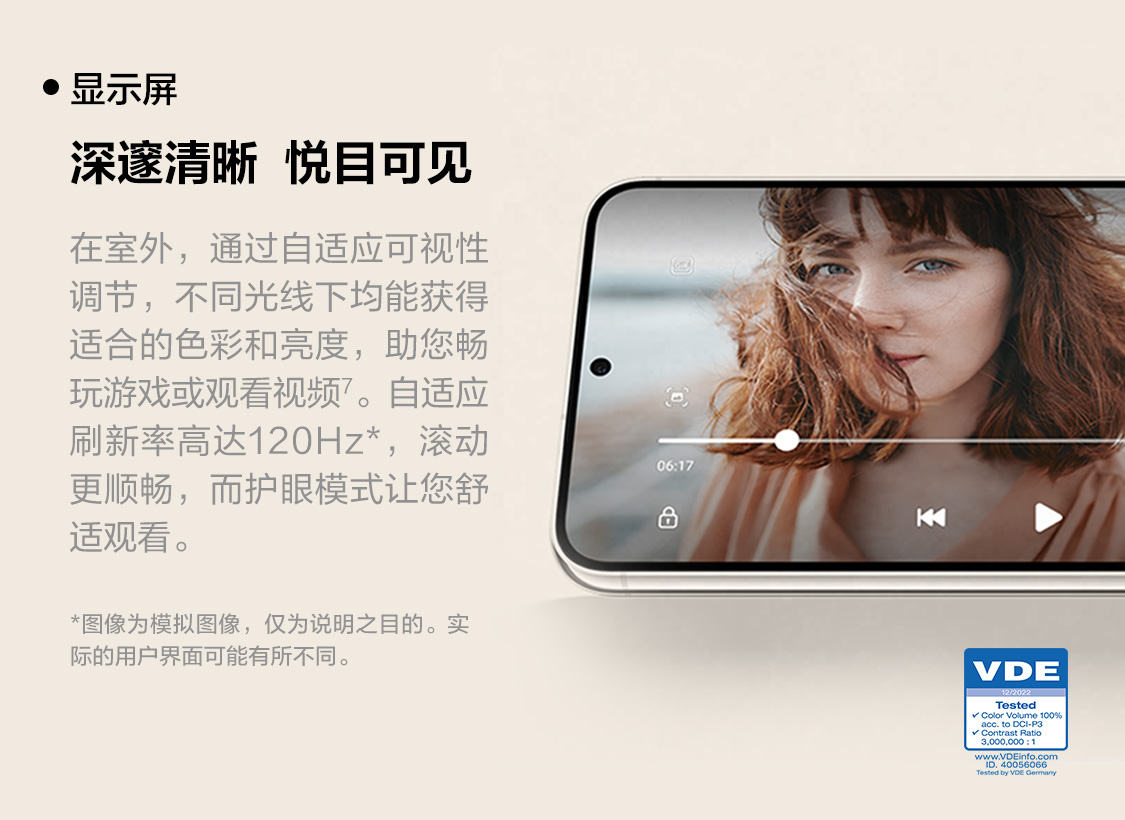 显示屏
深邃清晰 悦目可见
在室外，通过自适应可视性
调节，不同光线下均能获得
适合的色彩和亮度，助您畅
玩游戏或观看视频7。自适应
刷新率高达120Hz*，滚动
更顺畅，而护眼模式让您舒
适观看。
*图像为模拟图像，仅为说明之目的。实
际的用户界面可能有所不同。
06:17
VDE
12/2022
Tested
✓ Color Volume 100%
acc. to DCI-P3
✓ Contrast Ratio
3,000,000 : 1
www.VDEinfo.com
ID. 40056066
Tested by VDE Germany